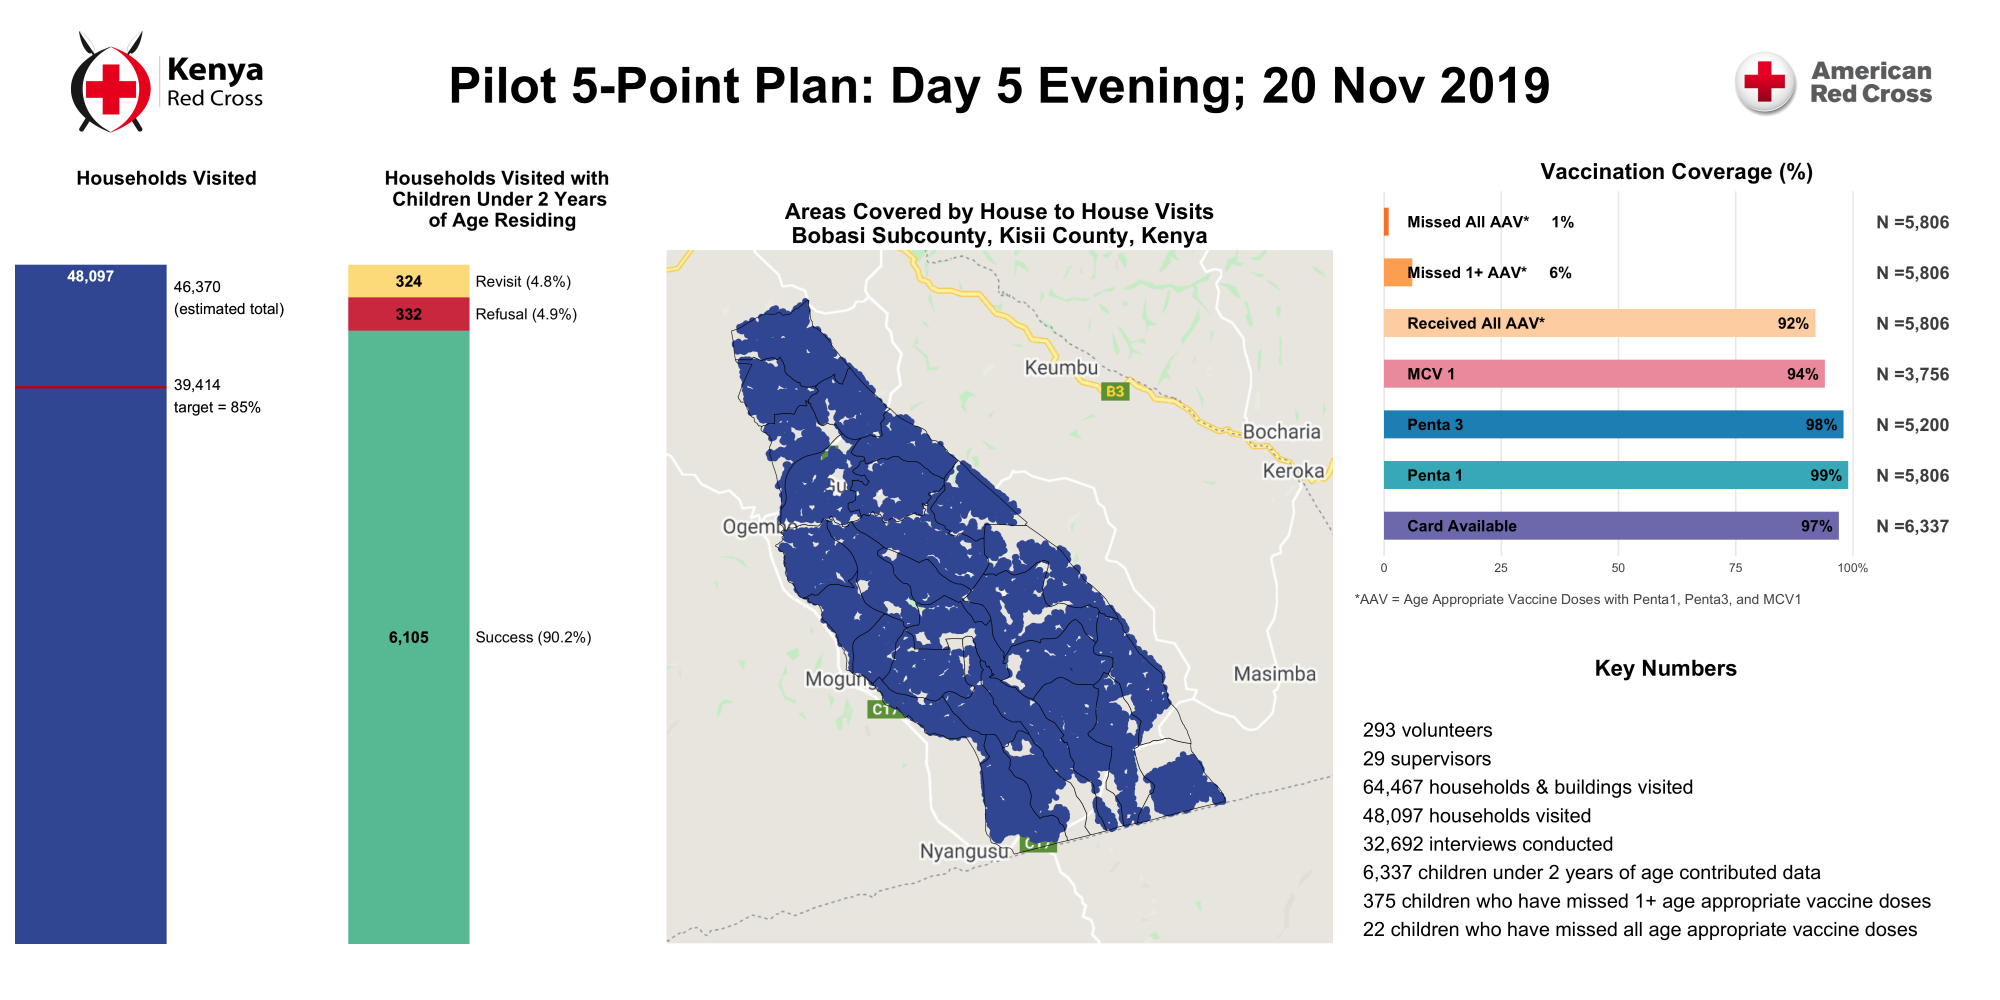 Kenya
Red Cross
Pilot 5-Point Plan: Day 5 Evening; 20 Nov 2019
American
Red Cross
Households Visited
48,097
46,370
(estimated total)
39,414
target = 85%
Households Visited with
Children Under 2 Years
of Age Residing
324
Revisit (4.8%)
332
Refusal (4.9%)
6,105
Success (90.2%)
Areas Covered by House to House Visits
Bobasi Subcounty, Kisii County, Kenya
Keumbu
B3
Bocharia
Keroka
Masimba
Nyangusu
Vaccination Coverage (%)
Missed All AAV* 1% N =5,806
Missed 1+ AAV* 6% N =5,806
Received All AAV* 92% N =5,806
MCV 1 94% N =3,756
Penta 3 98% N =5,200
Penta 1 99% N =5,806
Card Available 97% N =6,337
0 25 50 75 100%
*AAV = Age Appropriate Vaccine Doses with Penta1, Penta3, and MCV1
Key Numbers
293 volunteers
29 supervisors
64,467 households & buildings visited
48,097 households visited
32,692 interviews conducted
6,337 children under 2 years of age contributed data
375 children who have missed 1+ age appropriate vaccine doses
22 children who have missed all age appropriate vaccine doses